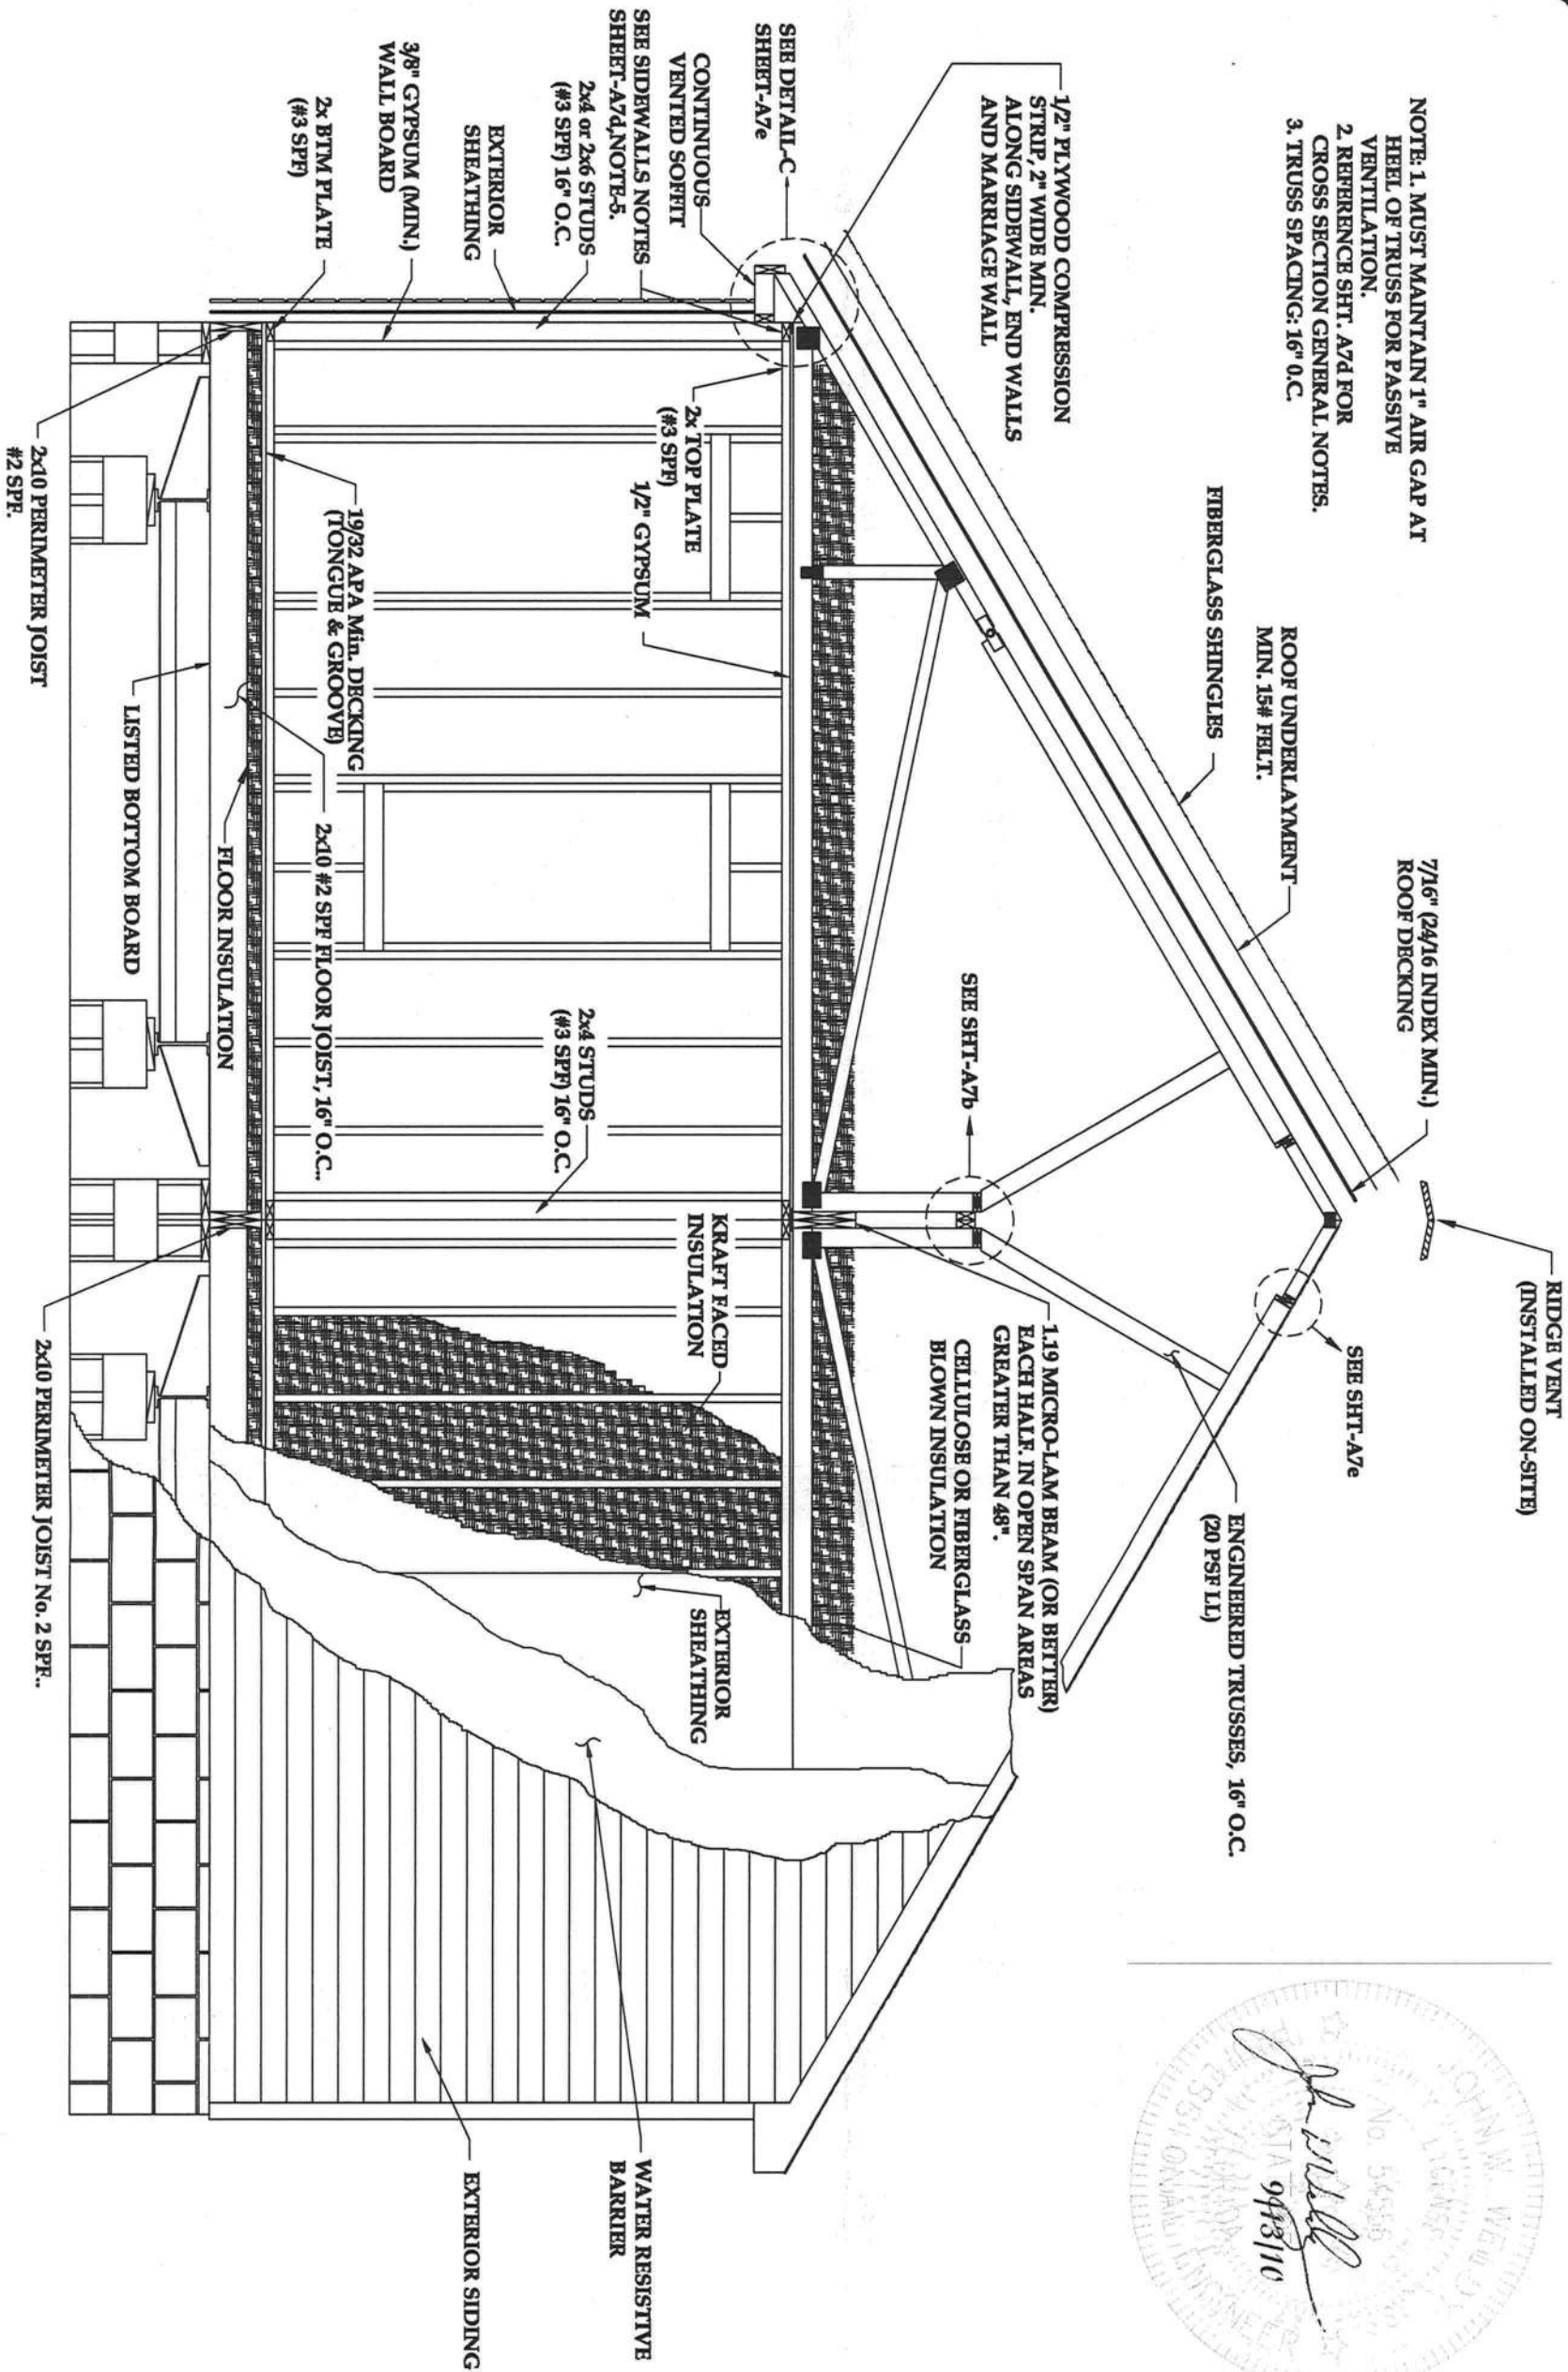 NOTE: 1. MUST MAINTAIN 1" AIR GAP AT
HEEL OF TRUSS FOR PASSIVE
VENTILATION.
2. REFERENCE SHT. A7d FOR
CROSS SECTION GENERAL NOTES.
3. TRUSS SPACING: 16" O.C.
RIDGE VENT
(INSTALLED ON-SITE)
7/16" (24/16 INDEX MIN.)
ROOF DECKING
ROOF UNDERLAYMENT
MIN. 15# FELT.
FIBERGLASS SHINGLES
SEE SHT-A7e
ENGINEERED TRUSSES, 16" O.C.
(20 PSF LL)
1/2" PLYWOOD COMPRESSION
STRIP, 2" WIDE MIN.
ALONG SIDEWALL, END WALLS
AND MARRIAGE WALL
SEE SHT-A7b
1.19 MICRO-LAM BEAM (OR BETTER)
EACH HALF. IN OPEN SPAN AREAS
GREATER THAN 48".
CELLULOSE OR FIBERGLASS
BLOWN INSULATION
SEE DETAIL-C
SHEET-A7e
CONTINUOUS
VENTED SOFFIT
SEE SIDEWALLS NOTES
SHEET-A7d,NOTE-5.
2x4 or 2x6 STUDS
(#3 SPF) 16" O.C.
EXTERIOR
SHEATHING
3/8" GYPSUM (MIN.)
WALL BOARD
2x BTM PLATE
(#3 SPF)
2x TOP PLATE
(#3 SPF)
1/2" GYPSUM
KRAFT FACED
INSULATION
EXTERIOR
SHEATHING
2x4 STUDS
(#3 SPF) 16" O.C.
19/32 APA Min. DECKING
(TONGUE & GROOVE)
2x10 #2 SPF FLOOR JOIST, 16" O.C..
FLOOR INSULATION
LISTED BOTTOM BOARD
2x10 PERIMETER JOIST
#2 SPF.
2x10 PERIMETER JOIST No. 2 SPF..
WATER RESISTIVE
BARRIER
EXTERIOR SIDING
JOHN W.
LICENSE
No.
PROFESSIONAL ENGINEER
9/13/10